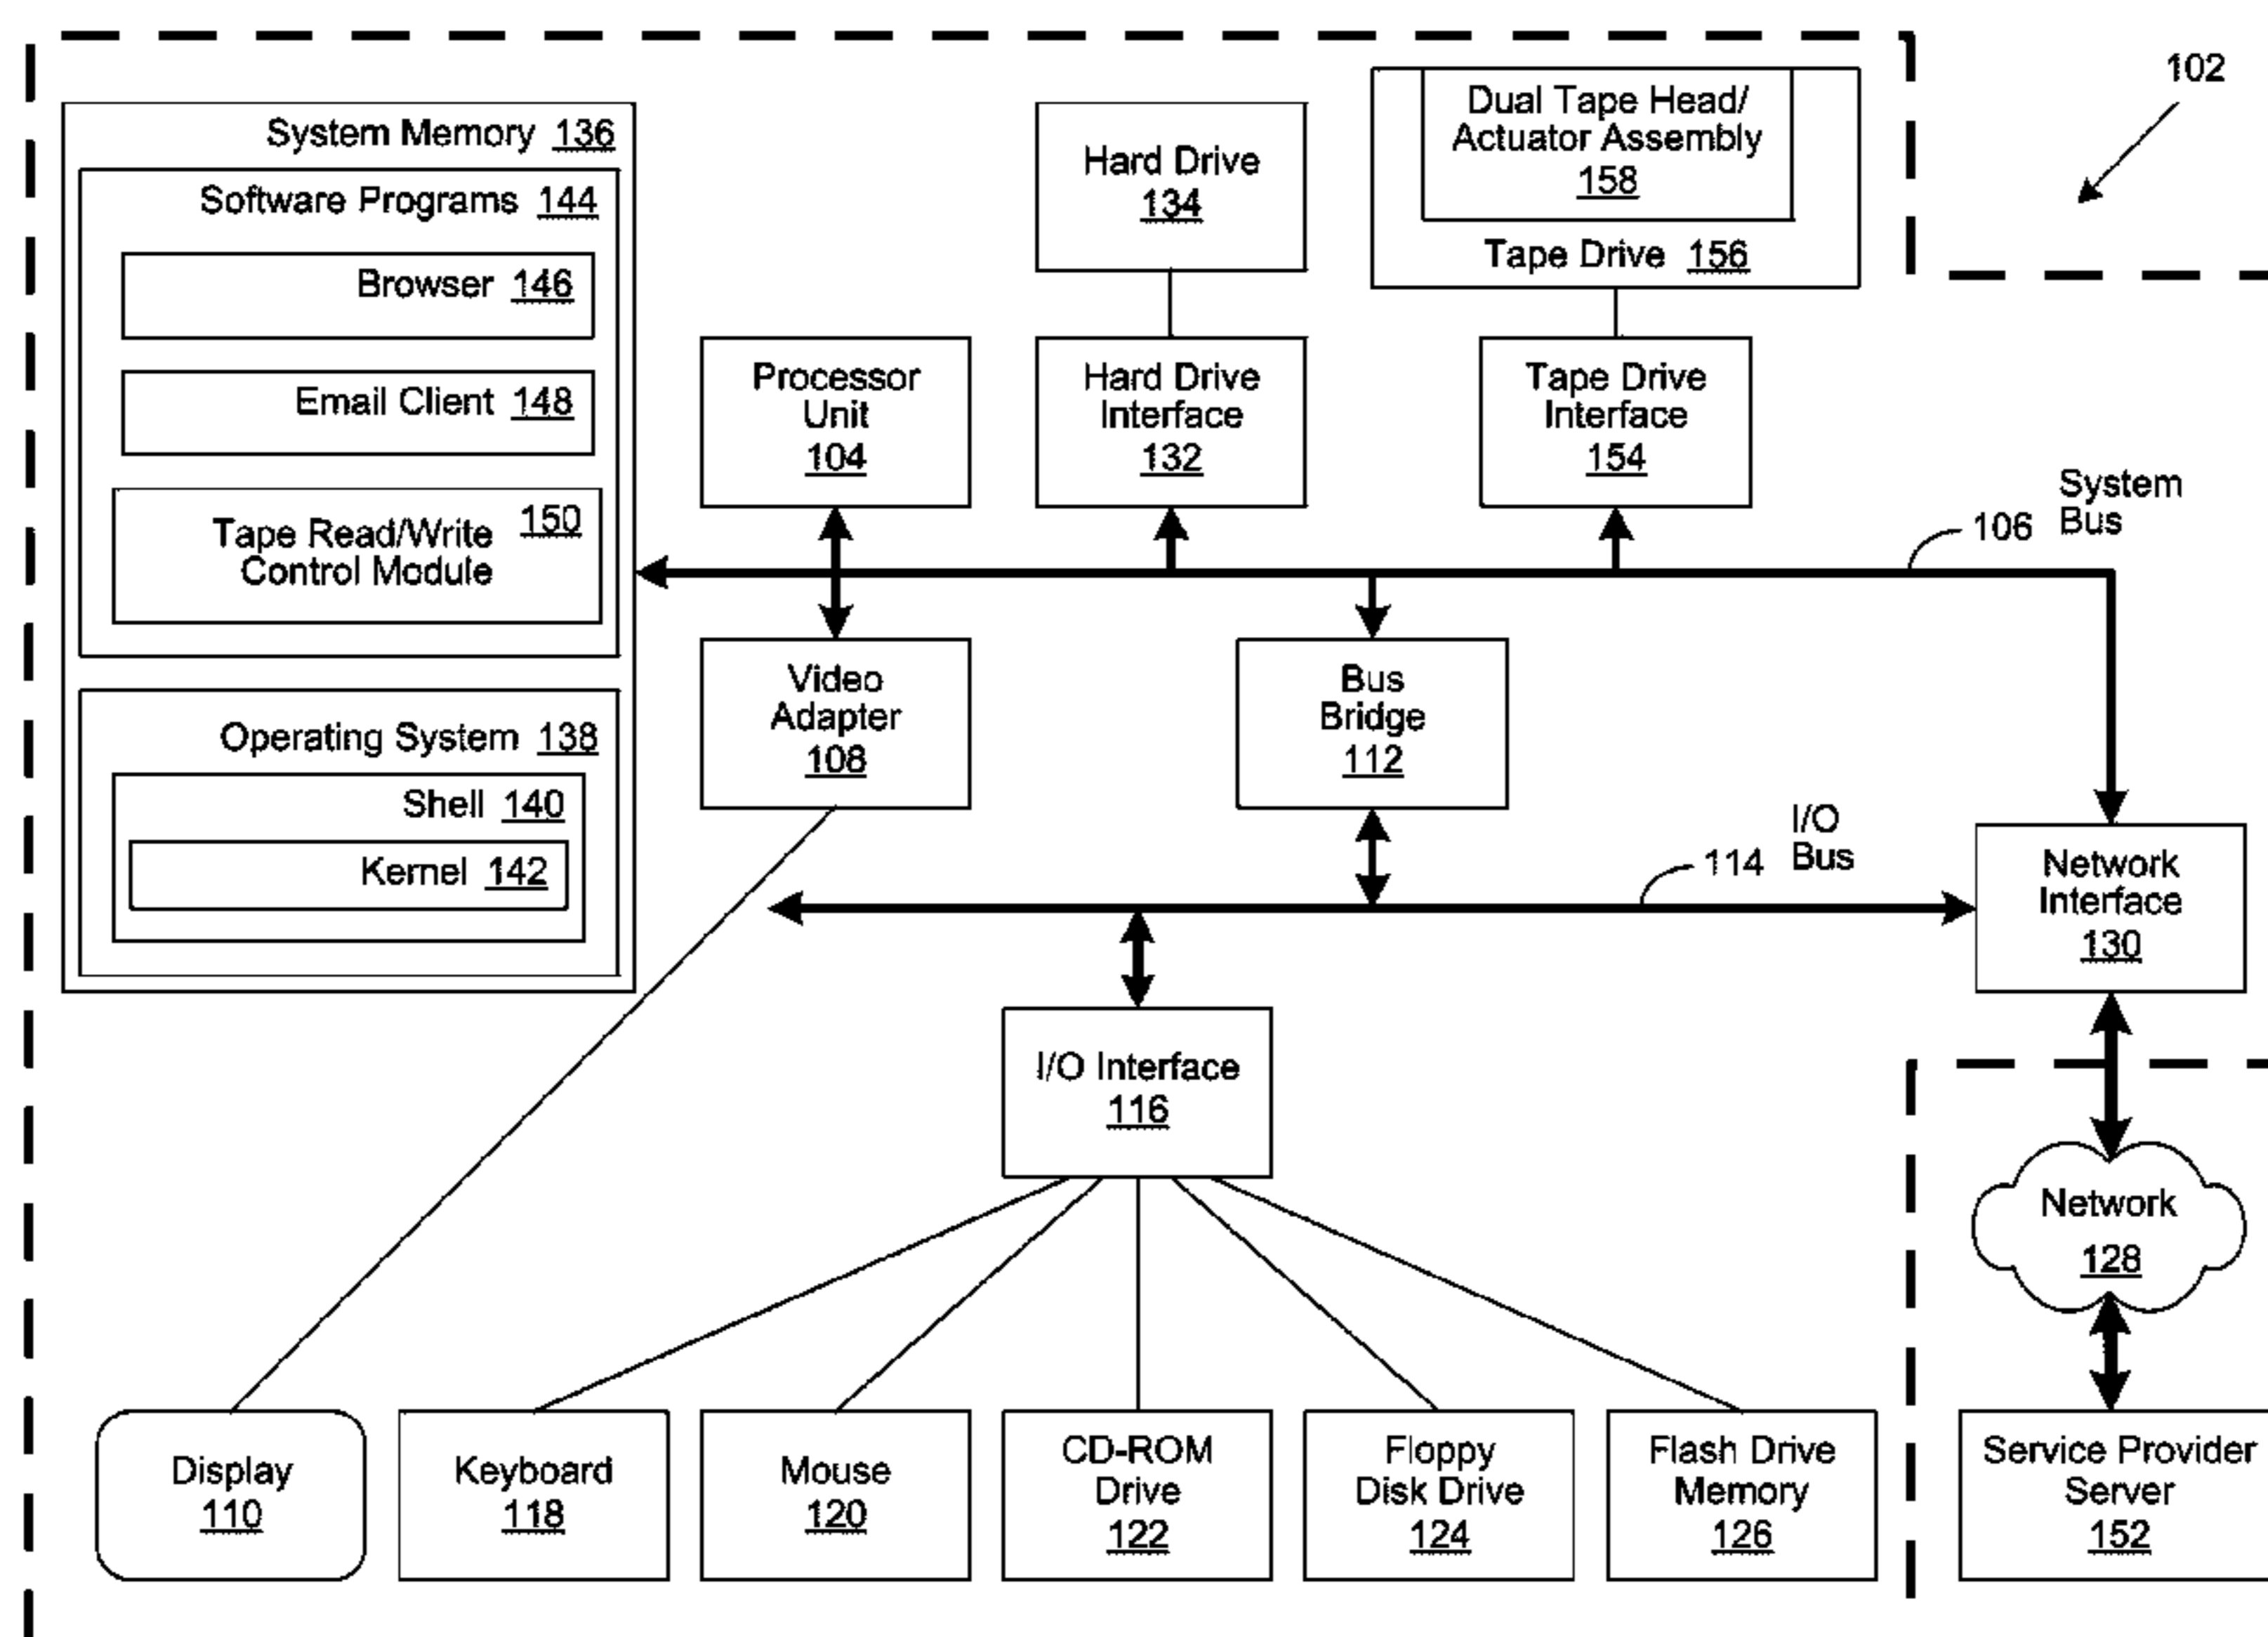 102
System Memory 136
Software Programs 144
Browser 146
Email Client 148
Tape Read/Write 150
Control Module
Operating System 138
Shell 140
Kernel 142
Hard Drive
134
Dual Tape Head/
Actuator Assembly
158
Tape Drive 156
Processor
Unit
104
Hard Drive
Interface
132
Tape Drive
Interface
154
System
Bus
106
Video
Adapter
108
Bus
Bridge
112
I/O
Bus
114
Network
Interface
130
I/O Interface
116
Network
128
Display
110
Keyboard
118
Mouse
120
CD-ROM
Drive
122
Floppy
Disk Drive
124
Flash Drive
Memory
126
Service Provider
Server
152